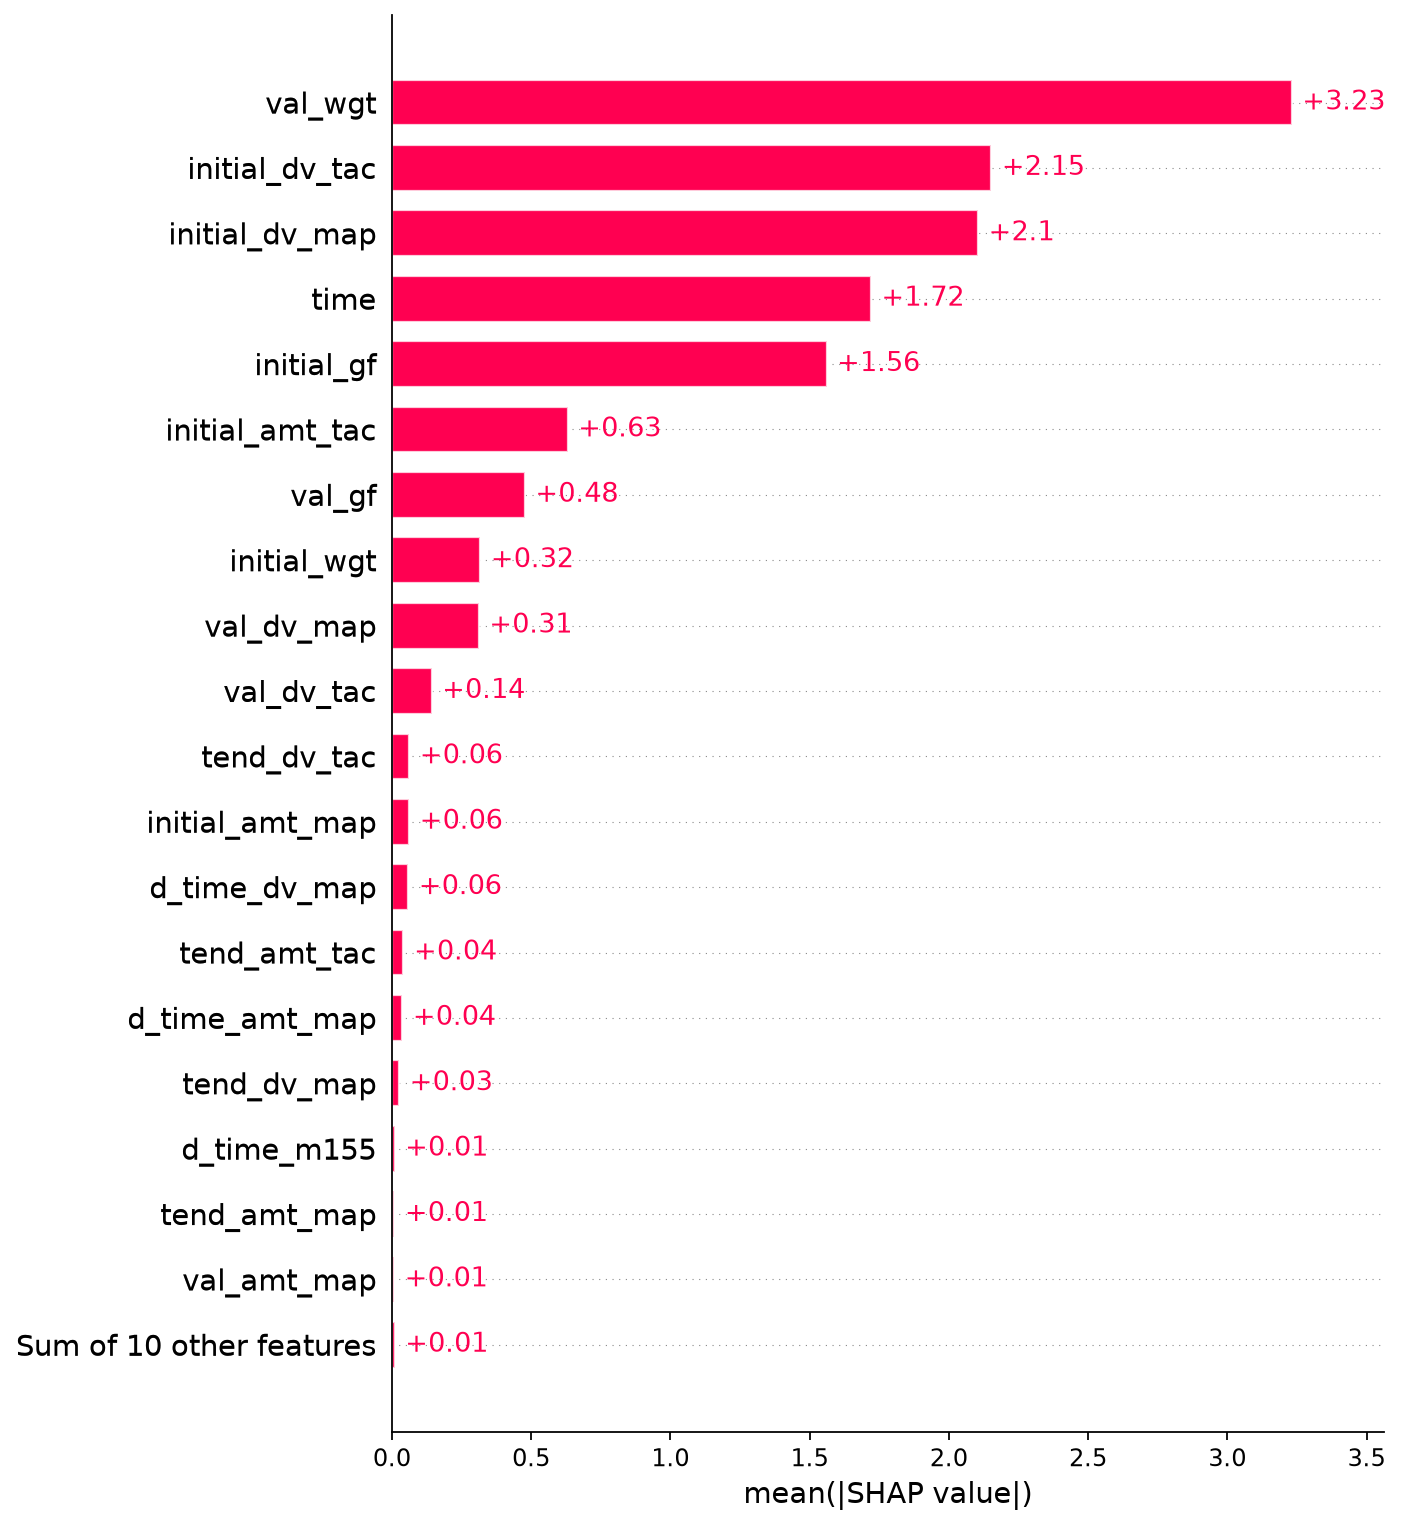 val_wgt +3.23
initial_dv_tac +2.15
initial_dv_map +2.1
time +1.72
initial_gf +1.56
initial_amt_tac +0.63
val_gf +0.48
initial_wgt +0.32
val_dv_map +0.31
val_dv_tac +0.14
tend_dv_tac +0.06
initial_amt_map +0.06
d_time_dv_map +0.06
tend_amt_tac +0.04
d_time_amt_map +0.04
tend_dv_map +0.03
d_time_m155 +0.01
tend_amt_map +0.01
val_amt_map +0.01
Sum of 10 other features +0.01
0.0 0.5 1.0 1.5 2.0 2.5 3.0 3.5
mean(|SHAP value|)